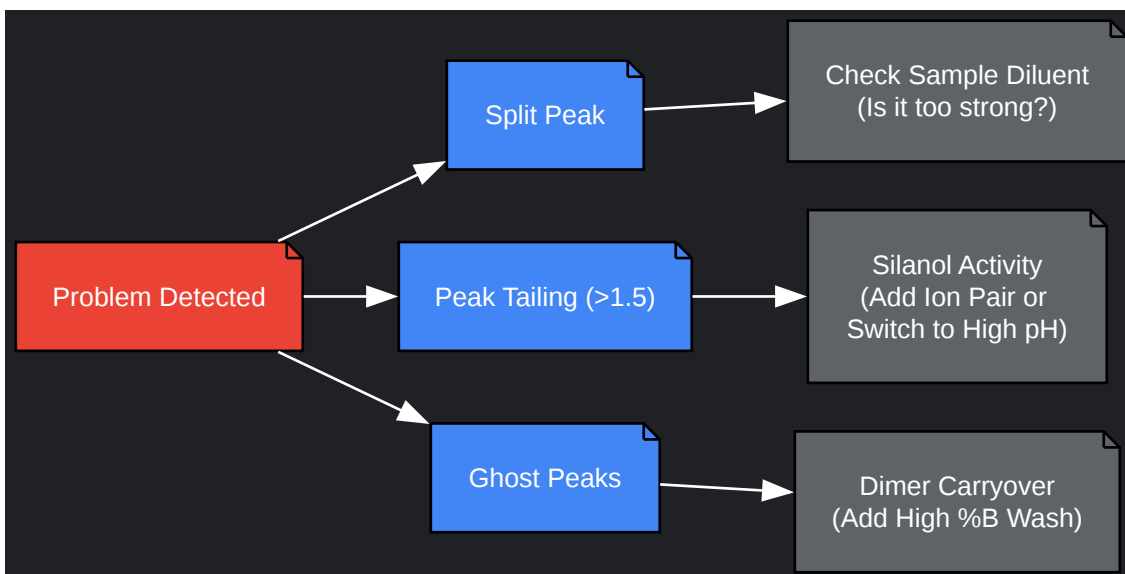 Problem Detected
Split Peak
Check Sample Diluent
(Is it too strong?)
Peak Tailing (>1.5)
Silanol Activity
(Add Ion Pair or
Switch to High pH)
Ghost Peaks
Dimer Carryover
(Add High %B Wash)